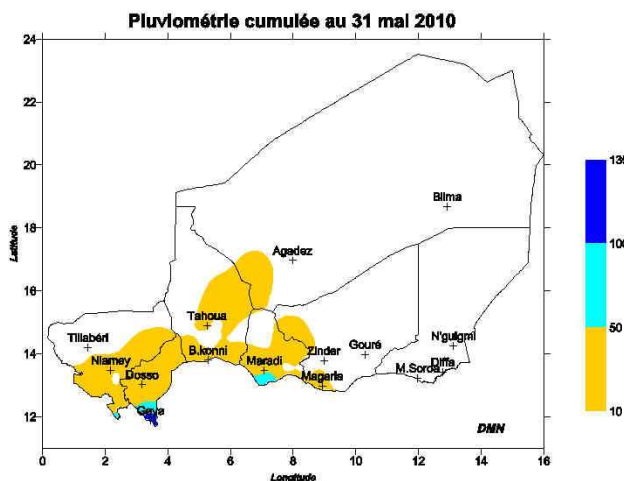 Pluviométrie cumulée au 31 mai 2010
24
22
20
18
16
14
12
Latitude
Bilma
Agadez
Tahoua
Tillabéri
N'guigmi
Niamey
B.konni
Maradi
Zinder
Gouré
Diffa
Dosso
Magaria
M.Soroa
Gaya
DMN
0 2 4 6 8 10 12 14 16
Longitude
135
100
50
10